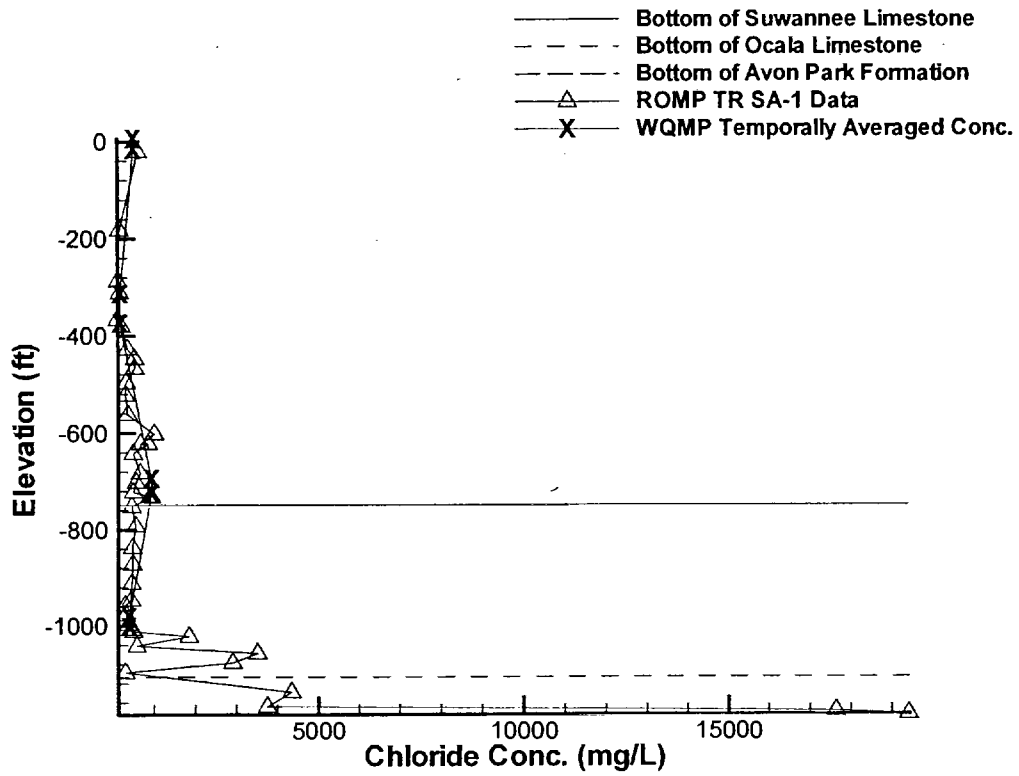 Bottom of Suwannee Limestone
Bottom of Ocala Limestone
Bottom of Avon Park Formation
ROMP TR SA-1 Data
WQMP Temporally Averaged Conc.
0
-200
-400
-600
-800
-1000
Elevation (ft)
5000
10000
15000
Chloride Conc. (mg/L)